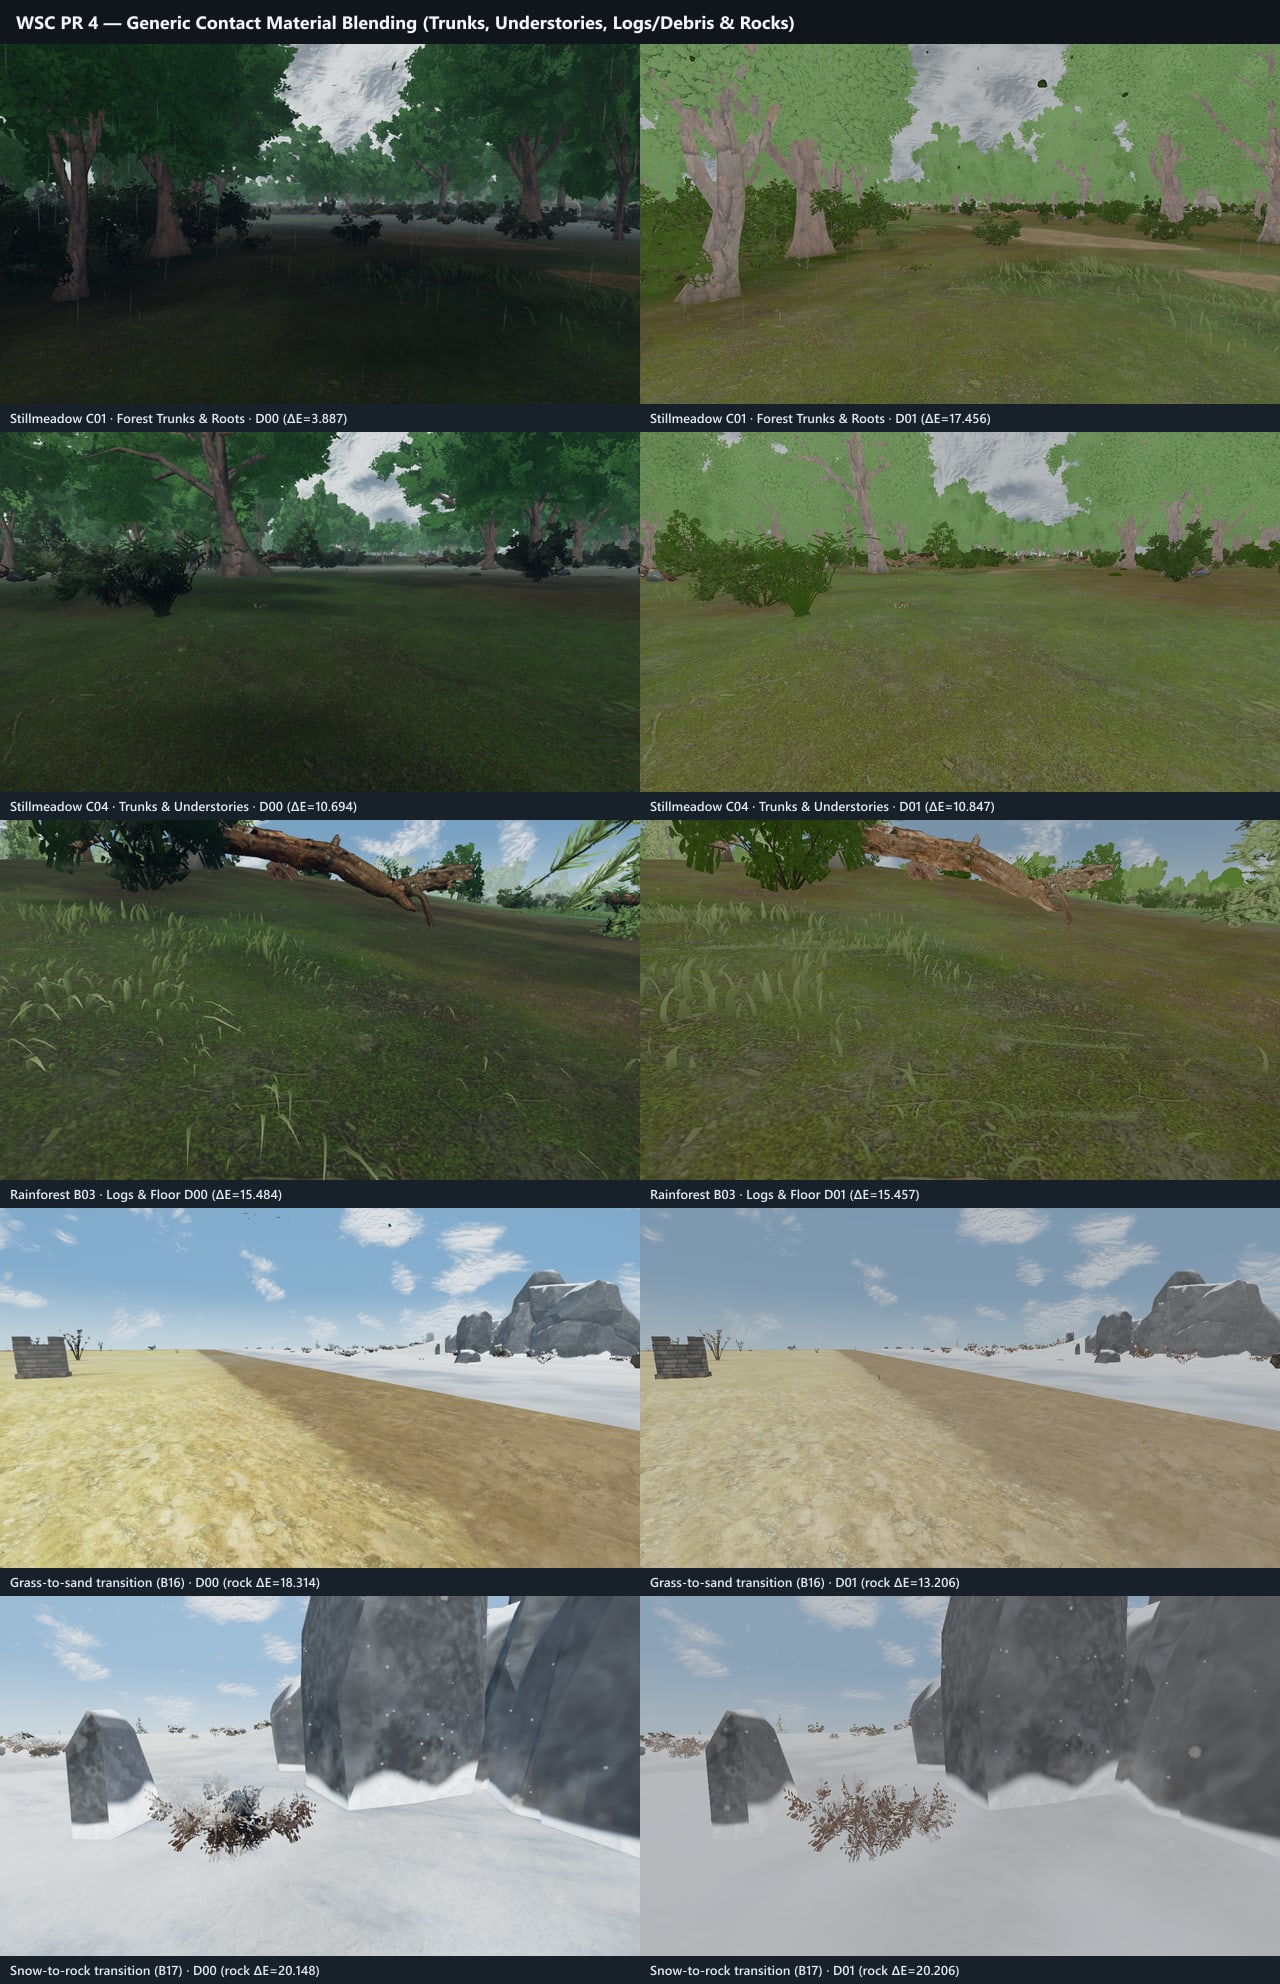 WSC PR 4 — Generic Contact Material Blending (Trunks, Understories, Logs/Debris & Rocks)
Stillmeadow C01 · Forest Trunks & Roots · D00 (ΔE=3.887)
Stillmeadow C01 · Forest Trunks & Roots · D01 (ΔE=17.456)
Stillmeadow C04 · Trunks & Understories · D00 (ΔE=10.694)
Stillmeadow C04 · Trunks & Understories · D01 (ΔE=10.847)
Rainforest B03 · Logs & Floor D00 (ΔE=15.484)
Rainforest B03 · Logs & Floor D01 (ΔE=15.457)
Grass-to-sand transition (B16) · D00 (rock ΔE=18.314)
Grass-to-sand transition (B16) · D01 (rock ΔE=13.206)
Snow-to-rock transition (B17) · D00 (rock ΔE=20.148)
Snow-to-rock transition (B17) · D01 (rock ΔE=20.206)